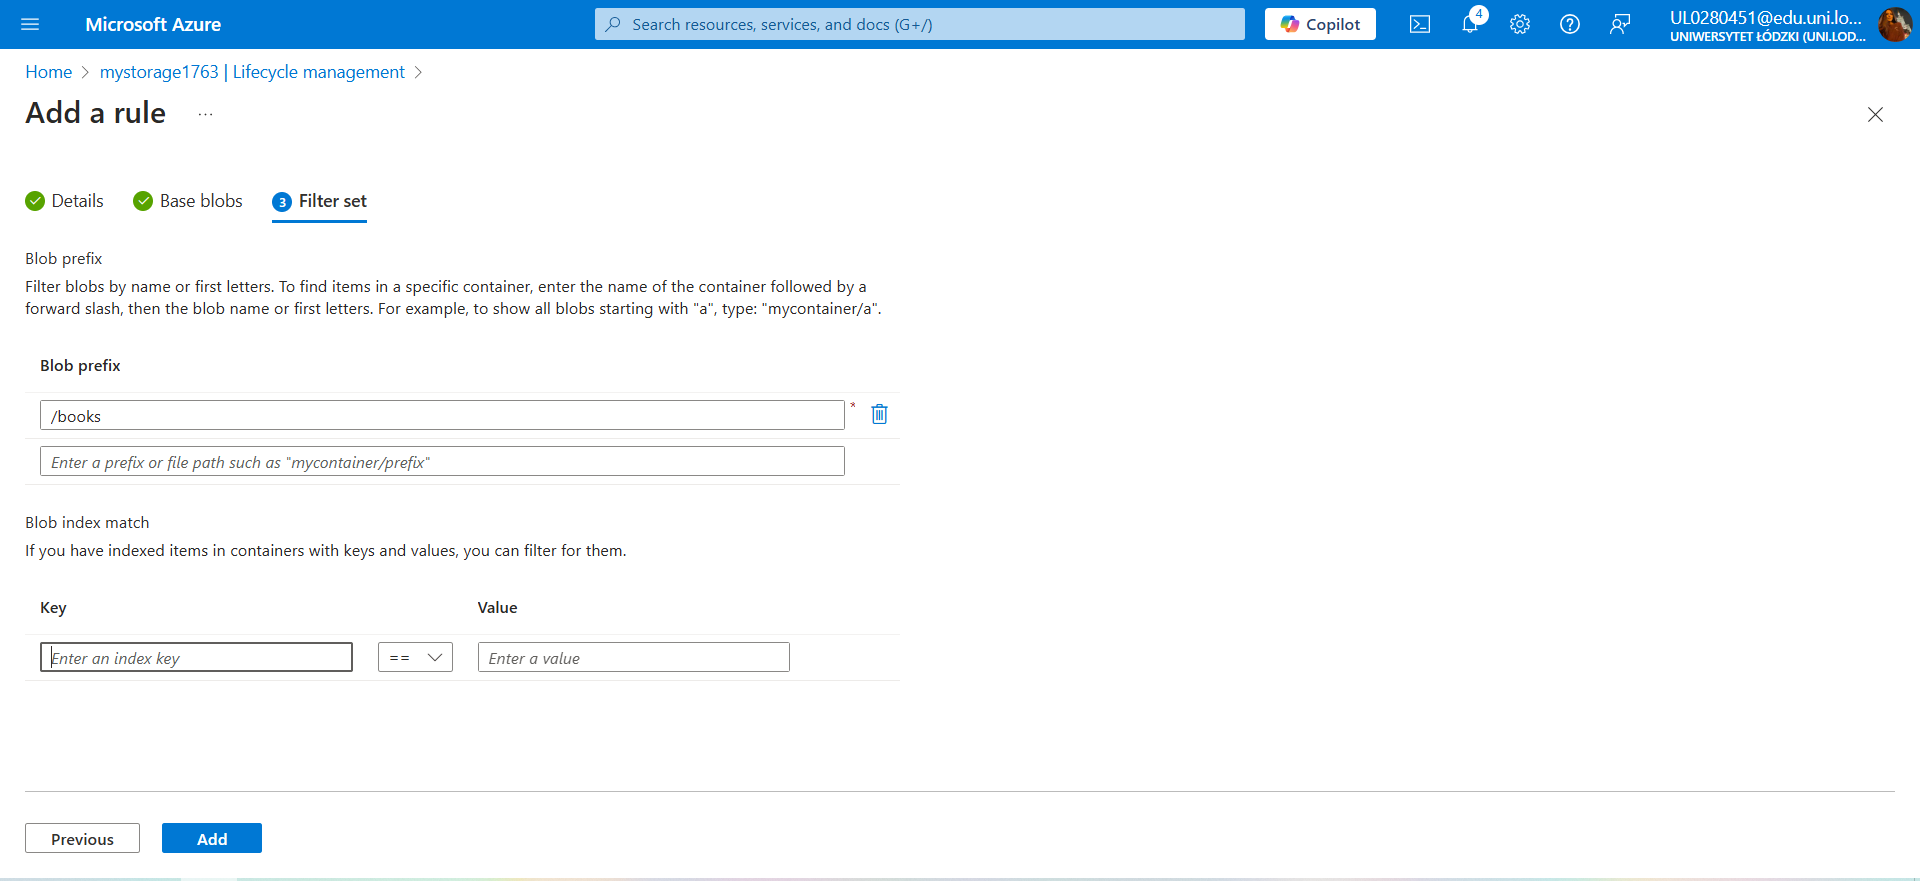 Microsoft Azure
Search resources, services, and docs (G+/)
Copilot
4
UL0280451@edu.uni.lo...
UNIWERSYTET ŁÓDZKI (UNI.LOD...
Home > mystorage1763 | Lifecycle management >
Add a rule ...
Details
Base blobs
3 Filter set
Blob prefix
Filter blobs by name or first letters. To find items in a specific container, enter the name of the container followed by a
forward slash, then the blob name or first letters. For example, to show all blobs starting with "a", type: "mycontainer/a".
Blob prefix
/books *
Enter a prefix or file path such as "mycontainer/prefix"
Blob index match
If you have indexed items in containers with keys and values, you can filter for them.
Key Value
Enter an index key == Enter a value
Previous Add